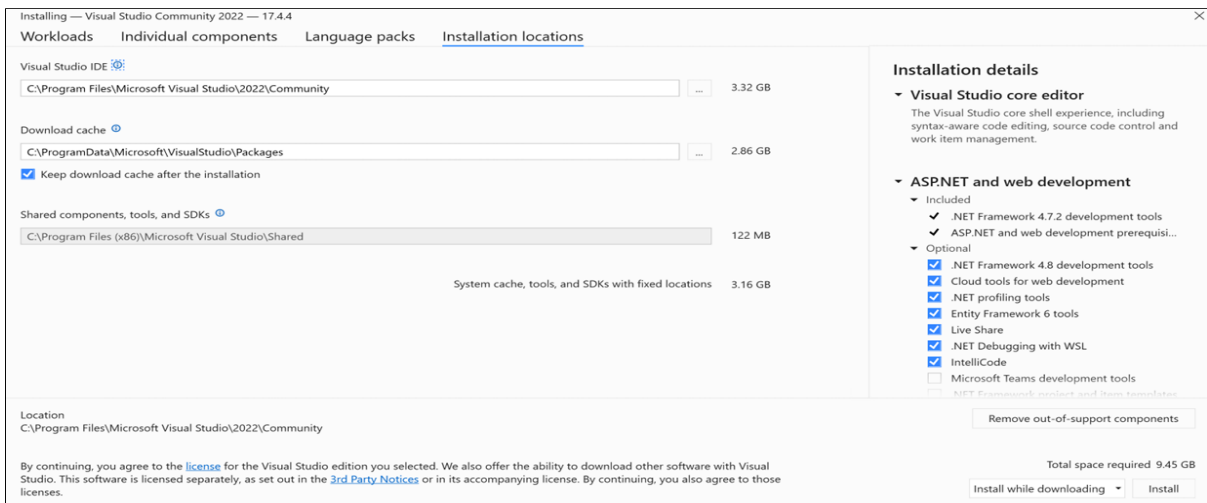 Installing — Visual Studio Community 2022 — 17.4.4
Workloads Individual components Language packs Installation locations
Visual Studio IDE
C:\Program Files\Microsoft Visual Studio\2022\Community ... 3.32 GB
Download cache
C:\ProgramData\Microsoft\VisualStudio\Packages ... 2.86 GB
Keep download cache after the installation
Shared components, tools, and SDKs
C:\Program Files (x86)\Microsoft Visual Studio\Shared 122 MB
System cache, tools, and SDKs with fixed locations 3.16 GB
Installation details
Visual Studio core editor
The Visual Studio core shell experience, including
syntax-aware code editing, source code control and
work item management.
ASP.NET and web development
Included
.NET Framework 4.7.2 development tools
ASP.NET and web development prerequisi...
Optional
.NET Framework 4.8 development tools
Cloud tools for web development
.NET profiling tools
Entity Framework 6 tools
Live Share
.NET Debugging with WSL
IntelliCode
Microsoft Teams development tools
.NET Framework project and item templates
Location
C:\Program Files\Microsoft Visual Studio\2022\Community
Remove out-of-support components
By continuing, you agree to the license for the Visual Studio edition you selected. We also offer the ability to download other software with Visual
Studio. This software is licensed separately, as set out in the 3rd Party Notices or in its accompanying license. By continuing, you also agree to those
licenses.
Total space required 9.45 GB
Install while downloading Install